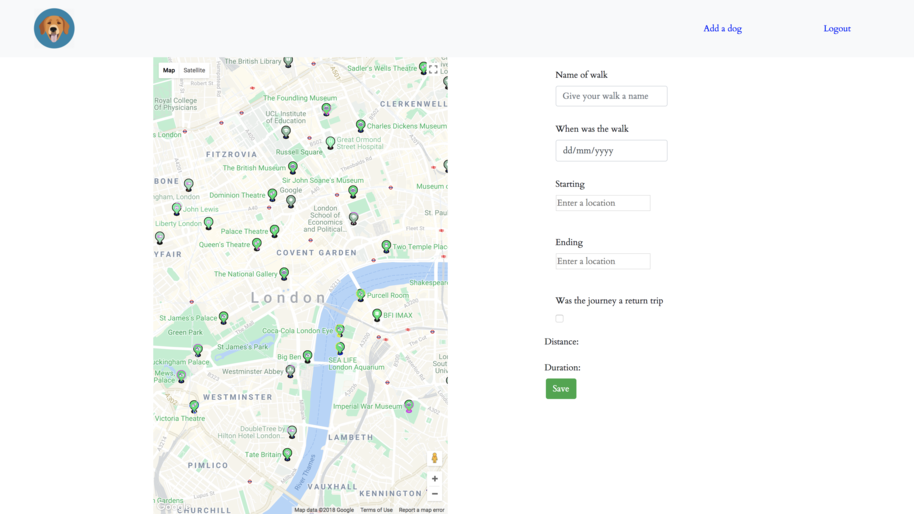 Add a dog
Logout
Map
Satellite
The British Library
Sadler's Wells Theatre
Royal College
Of Physicians
The Foundling Museum
CLERKENWELL
UCL Institute
of Education
Charles Dickens Museum
Great Ormond
Street Hospital
FITZROVIA
Russell Square
The British Museum
Sir John Soane's Museum
Museum o
BONE
Google
Dominion Theatre
ngham, London
John Lewis
London
School of
Economics
and Political...
St. Pau
Liberty London
Fleet St
Palace Theatre
Queen's Theatre
Two Temple Place
YFAIR
COVENT GARDEN
The National Gallery
London
Purcell Room
St James's Palace
BFI IMAX
Green Park
Coca-Cola London Eye
St James's Park
Big Ben
uckingham Palace
SEA LIFE
London Aquarium
Mews,
Palace
Westminster Abbey
WESTMINSTER
Imperial War Museum
Victoria Theatre
DoubleTree by
Hilton Hotel London...
LAMBETH
Tate Britain
PIMLICO
River Thames
VAUXHALL
KENNINGTON
n Gardens
CHURCHILL
Map data ©2018 Google
Terms of Use
Report a map error
Name of walk
Give your walk a name
When was the walk
dd/mm/yyyy
Starting
Enter a location
Ending
Enter a location
Was the journey a return trip
Distance:
Duration:
Save